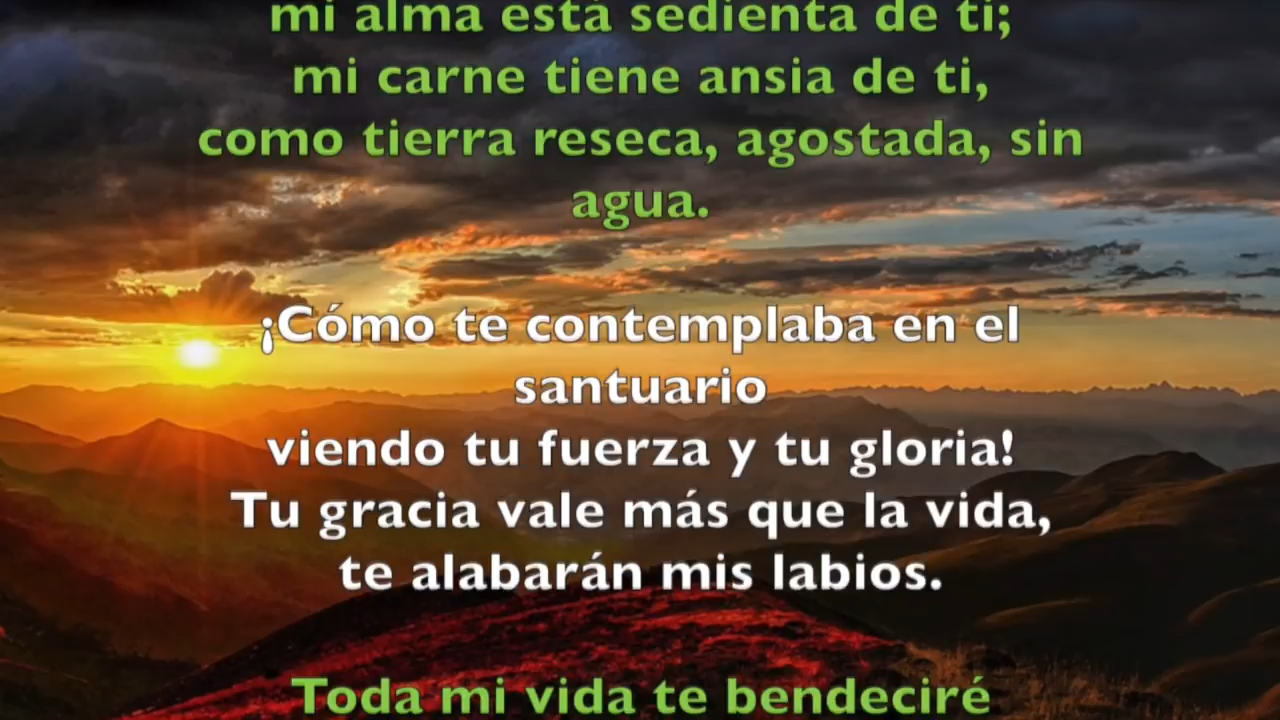 mi alma está sedienta de ti;
mi carne tiene ansia de ti,
como tierra reseca, agostada, sin
agua.
¡Cómo te contemplaba en el
santuario
viendo tu fuerza y tu gloria!
Tu gracia vale más que la vida,
te alabarán mis labios.
Toda mi vida te bendeciré